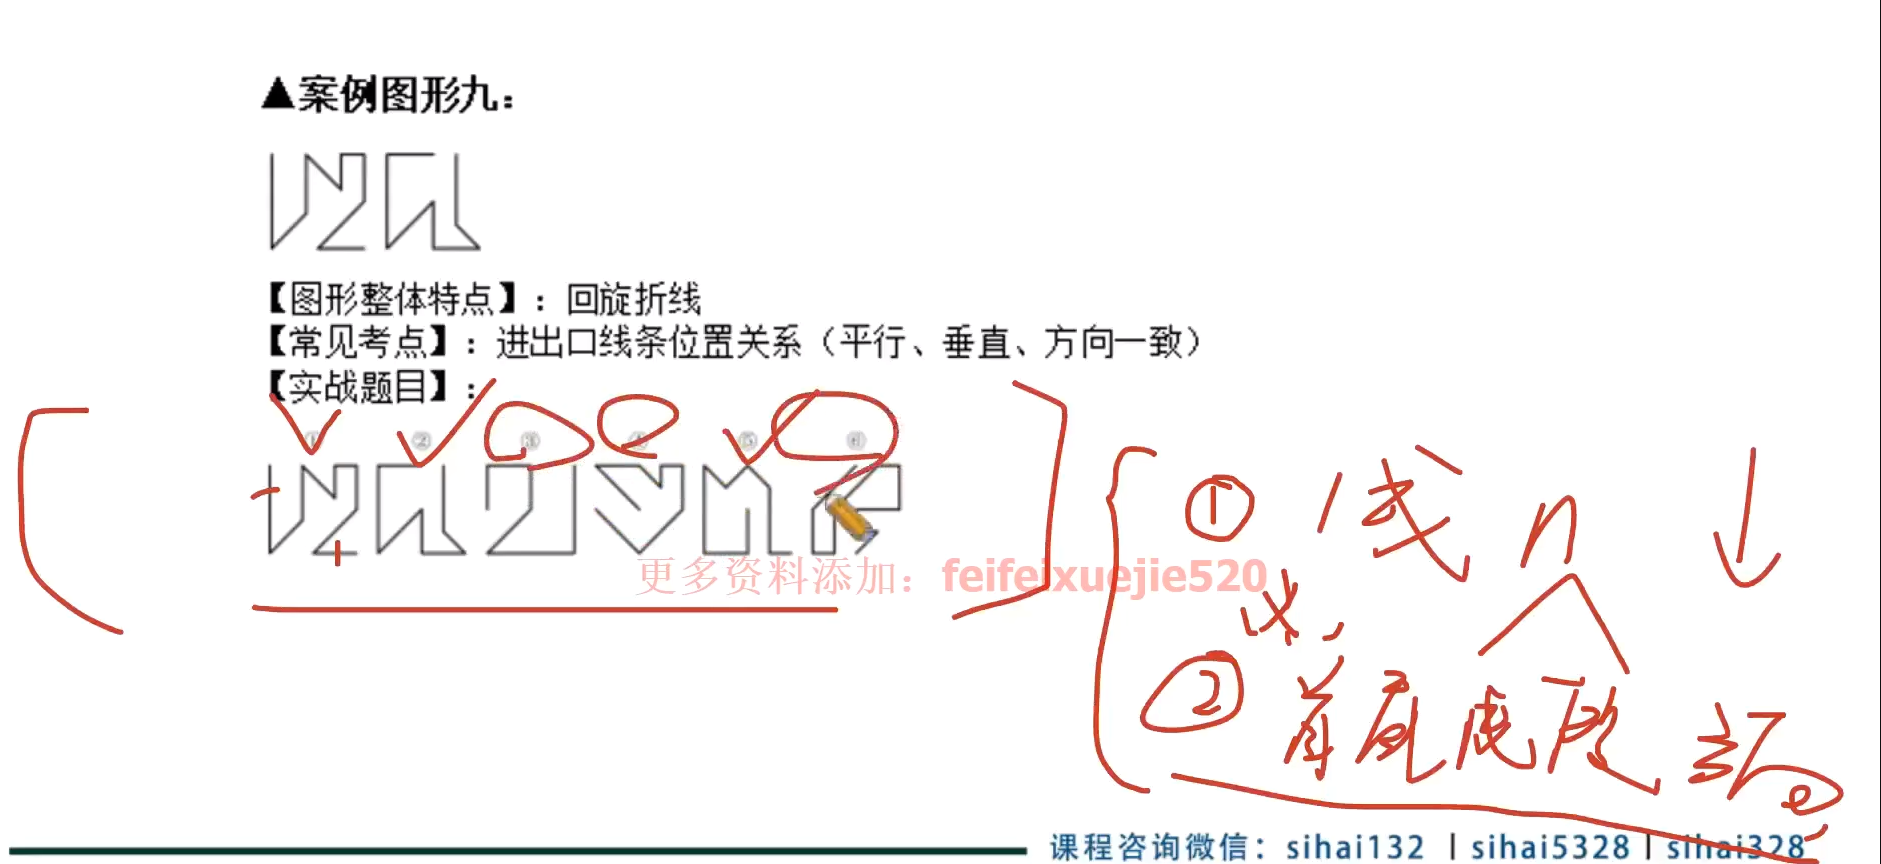 ▲案例图形九：
【图形整体特点】：回旋折线
【常见考点】：进出口线条位置关系（平行、垂直、方向一致）
【实战题目】：
① ② ③ ④ ⑤ ⑥
① 1线
更多资料添加：feifeixuejie520
② 首尾线段
课程咨询微信：sihai132 | sihai5328 | sihai328